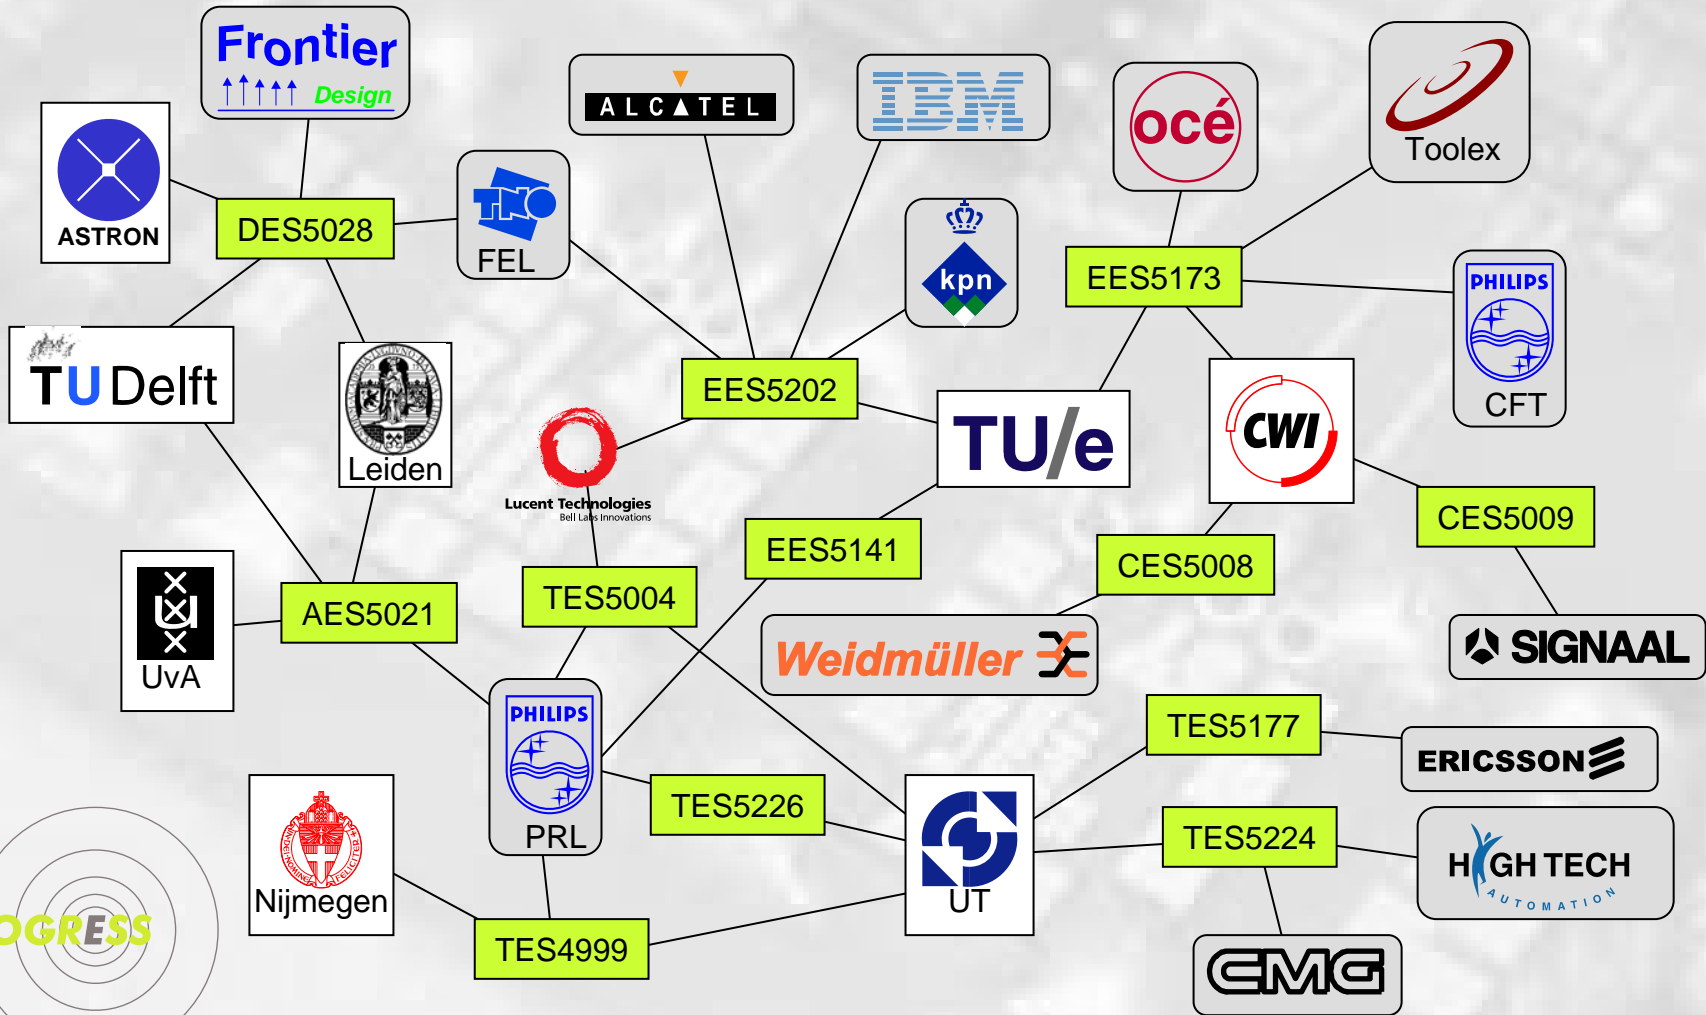 Frontier
Design
ALCATEL
IBM
océ
Toolex
ASTRON
DES5028
TNO
FEL
kpn
EES5173
PHILIPS
CFT
TU Delft
Leiden
EES5202
TU/e
CWI
Lucent Technologies
Bell Labs Innovations
EES5141
CES5009
CES5008
UvA
AES5021
TES5004
Weidmüller
SIGNAAL
PHILIPS
PRL
TES5177
ERICSSON
Nijmegen
TES5226
UT
TES5224
HIGH TECH
AUTOMATION
OGRESS
TES4999
CMG